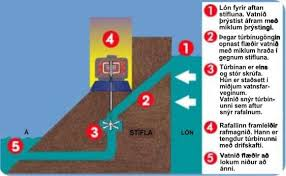 1 Lón fyrir aftan
stífluna. Vatnið
þrýstist áfram með
miklum þrýstingi.
2 Þegar túrbínugöngin
opnast flæðir vatnið
með miklum hraða í
gegnum stífluna.
3 Túrbínan er eins
og stór skrúfa.
Hún er staðsett í
miðjum vatnsfar-
veginum.
Vatnið snýr túrbín-
unni sem aftur
snýr rafalnum.
4 Rafallinn framleiðir
rafmagnið. Hann er
tengdur túrbínunni
með drifskafti.
5 Vatnið flæðir að
lokum niður að
ánni.
4
1
2
3
5
Á
STÍFLA
LÓN